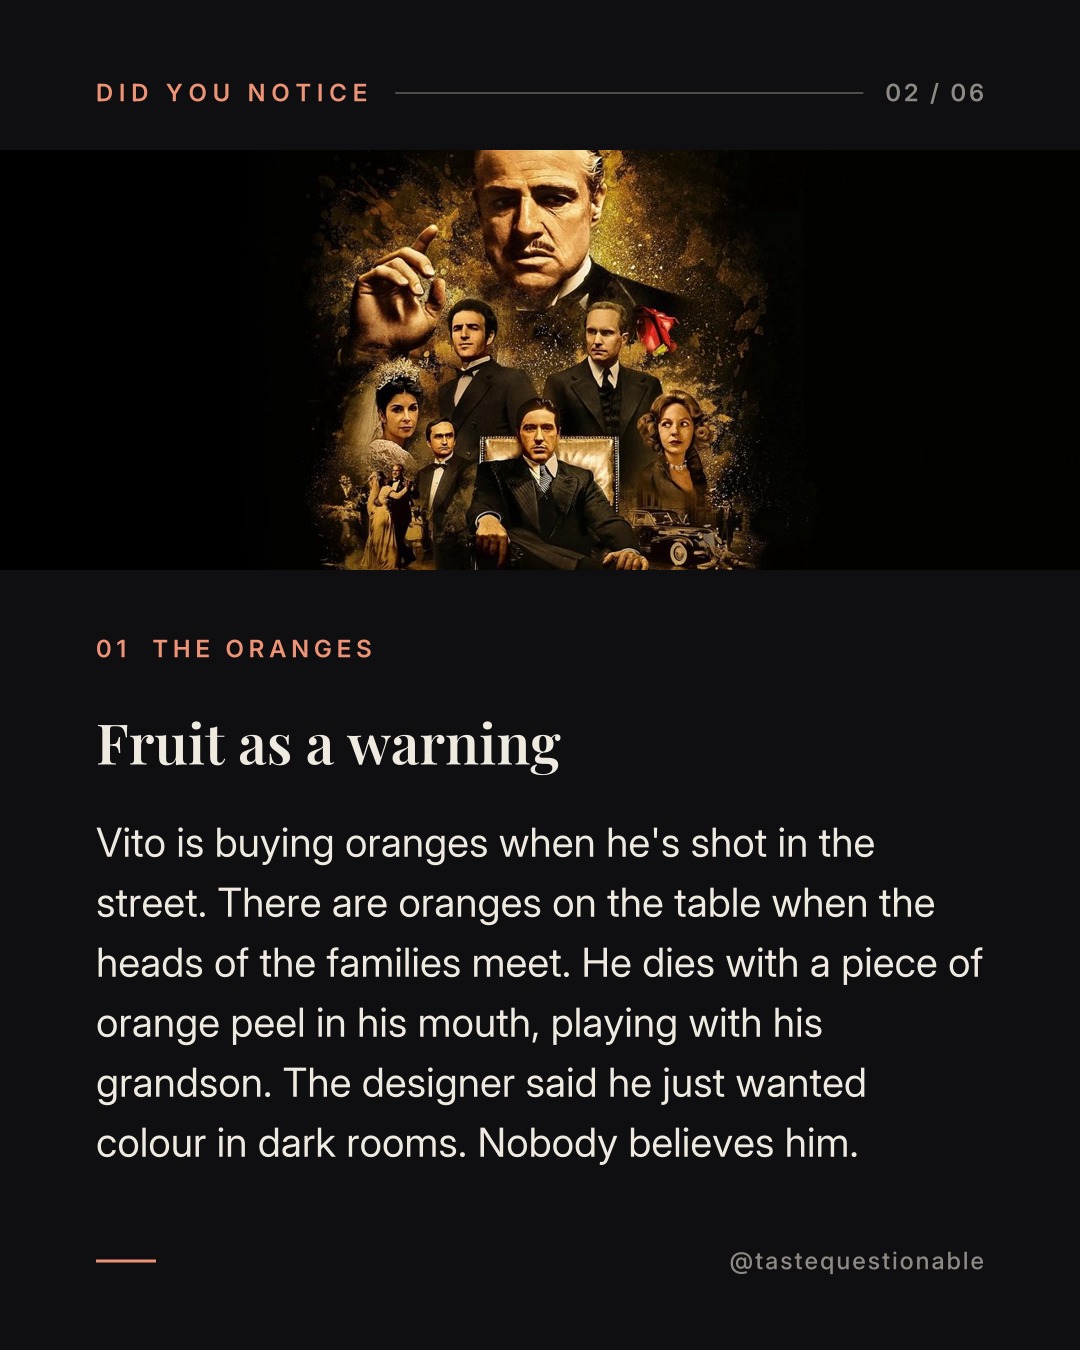 DID YOU NOTICE
02 / 06
01 THE ORANGES
Fruit as a warning
Vito is buying oranges when he's shot in the
street. There are oranges on the table when the
heads of the families meet. He dies with a piece of
orange peel in his mouth, playing with his
grandson. The designer said he just wanted
colour in dark rooms. Nobody believes him.
@tastequestionable